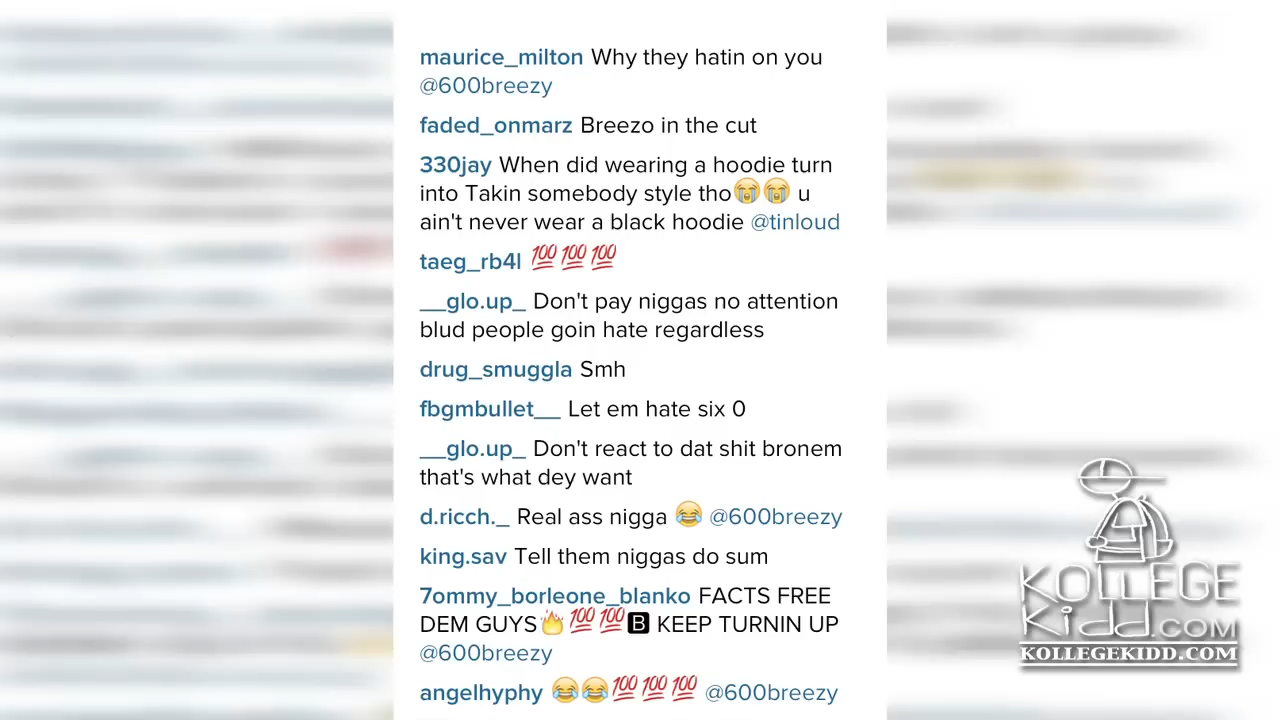 maurice_milton Why they hatin on you
@600breezy
faded_onmarz Breezo in the cut
330jay When did wearing a hoodie turn
into Takin somebody style tho😭😭 u
ain't never wear a black hoodie @tinloud
taeg_rb4l 💯💯💯
__glo.up_ Don't pay niggas no attention
blud people goin hate regardless
drug_smuggla Smh
fbgmbullet__ Let em hate six 0
__glo.up_ Don't react to dat shit bronem
that's what dey want
d.ricch._ Real ass nigga 😂 @600breezy
king.sav Tell them niggas do sum
7ommy_borleone_blanko FACTS FREE
DEM GUYS🔥💯💯🅱 KEEP TURNIN UP
@600breezy
angelhyphy 😂😂💯💯💯 @600breezy
KOLLEGE
Kidd.COM
KOLLEGEKIDD.COM